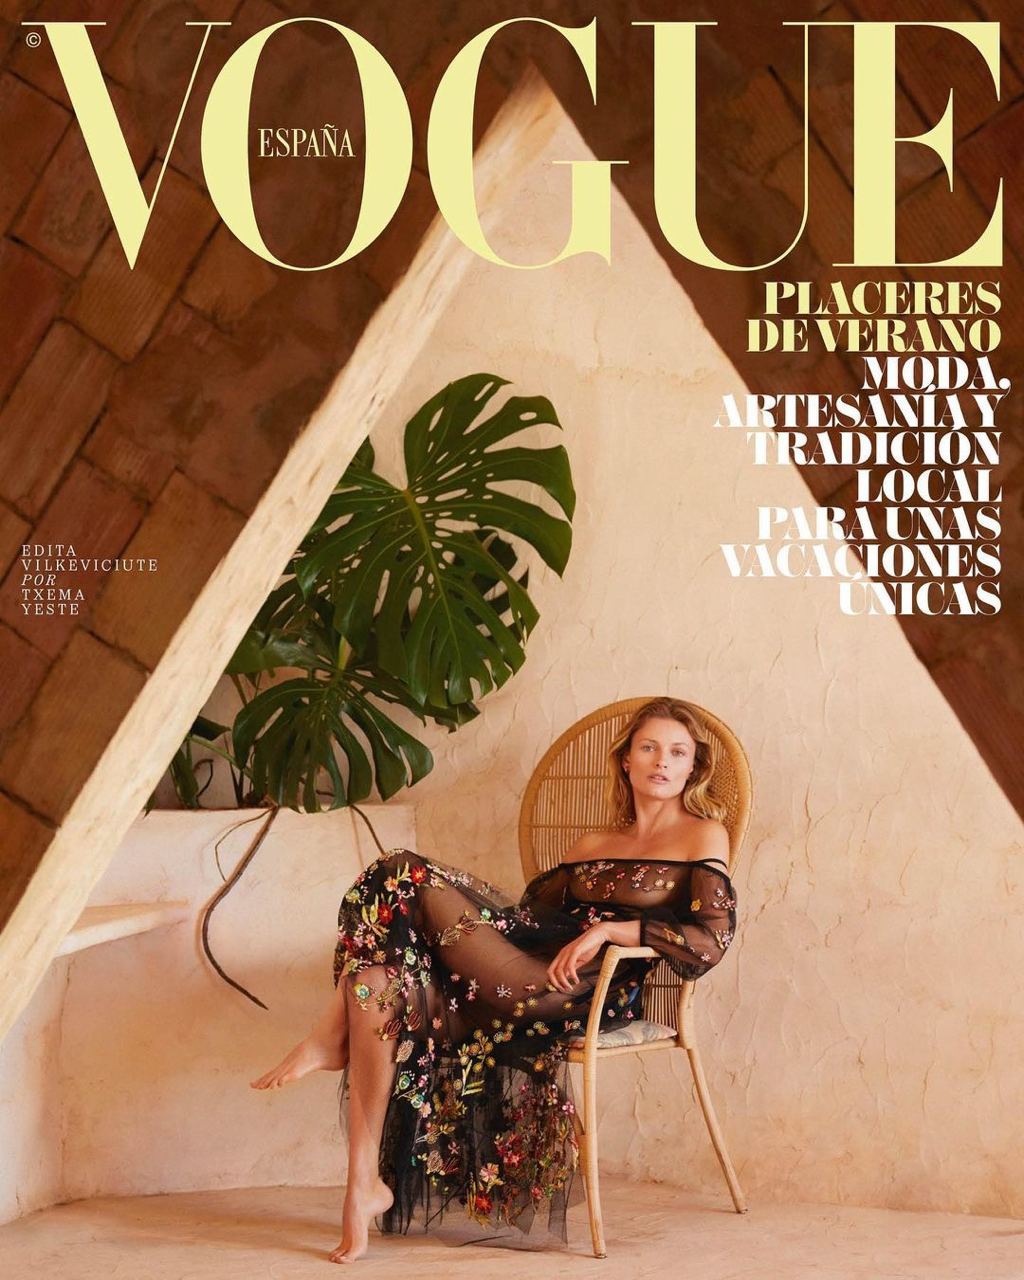 ©
VOGUE
ESPAÑA
PLACERES
DE VERANO
MODA,
ARTESANÍA Y
TRADICIÓN
LOCAL
PARA UNAS
VACACIONES
ÚNICAS
EDITA
VILKEVICIUTE
POR
TXEMA
YESTE